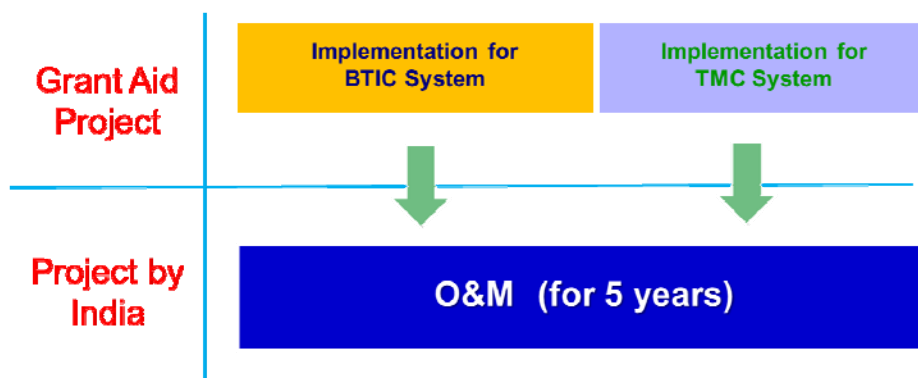 Grant Aid
Project
Implementation for
BTIC System
Implementation for
TMC System
Project by
India
O&M (for 5 years)